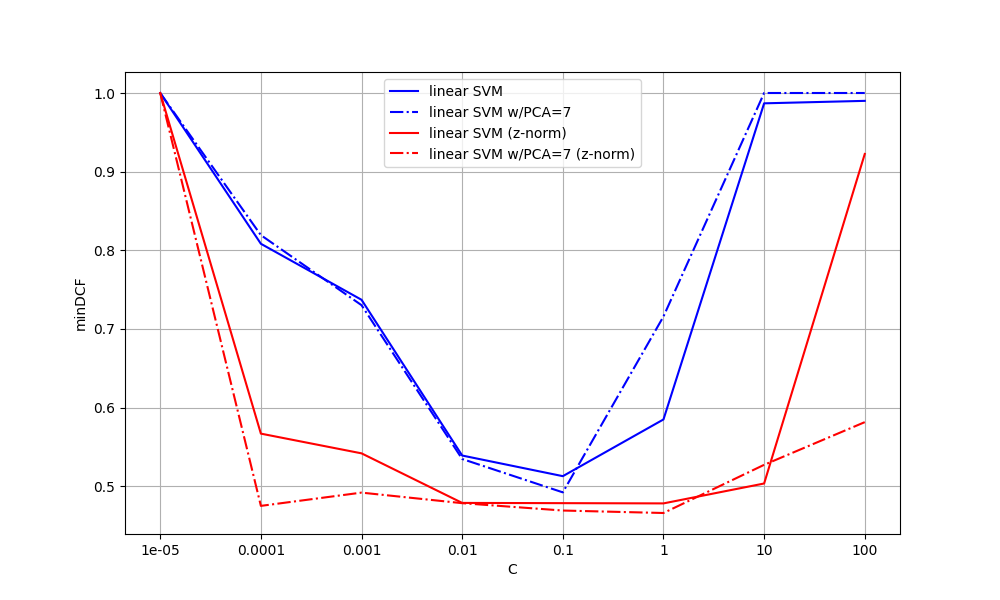 linear SVM
linear SVM w/PCA=7
linear SVM (z-norm)
linear SVM w/PCA=7 (z-norm)
1.0
0.9
0.8
0.7
0.6
0.5
minDCF
1e-05 0.0001 0.001 0.01 0.1 1 10 100
C